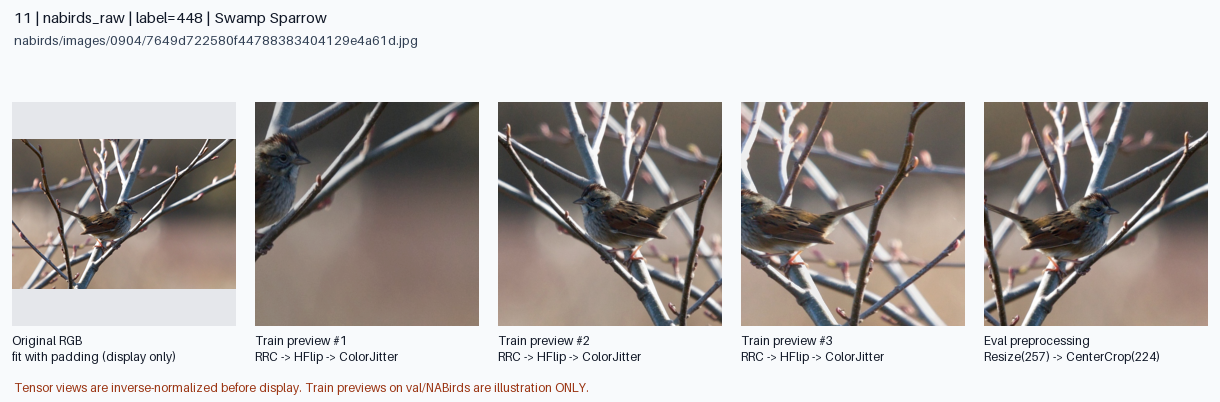 11 | nabirds_raw | label=448 | Swamp Sparrow
nabirds/images/0904/7649d722580f44788383404129e4a61d.jpg
Original RGB
fit with padding (display only)
Train preview #1
RRC -> HFlip -> ColorJitter
Train preview #2
RRC -> HFlip -> ColorJitter
Train preview #3
RRC -> HFlip -> ColorJitter
Eval preprocessing
Resize(257) -> CenterCrop(224)
Tensor views are inverse-normalized before display. Train previews on val/NABirds are illustration ONLY.